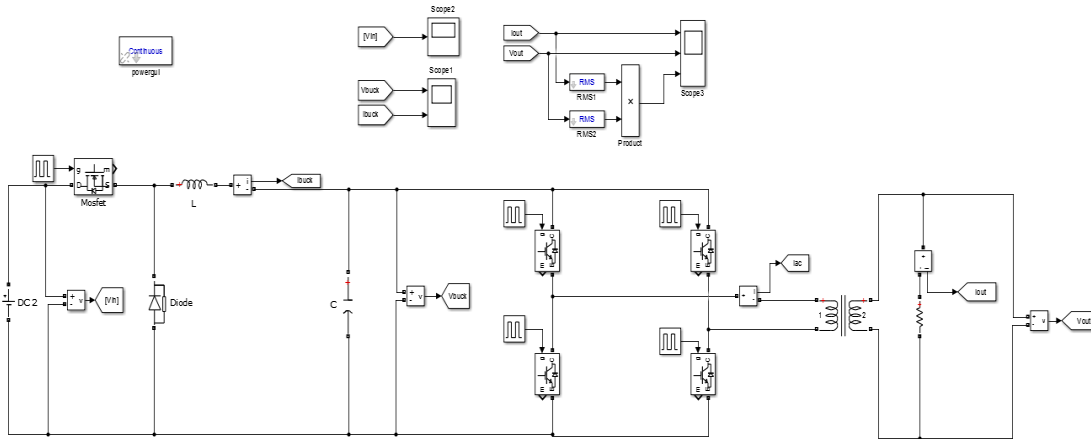 Scope2
[Vin]
Continuous
powergui
Scope1
Vbuck
Ibuck
Iout
Vout
RMS
RMS1
RMS
RMS2
×
Product
Scope3
g
m
D
S
Mosfet
+
L
+
-
i
Ibuck
DC 2
+
-
v
[Vin]
Diode
+
C
+
-
v
Vbuck
g
C
E
g
C
E
g
C
E
g
C
E
+
-
i
Iac
+
1
+
2
+
-
i
Iout
+
+
-
v
Vout